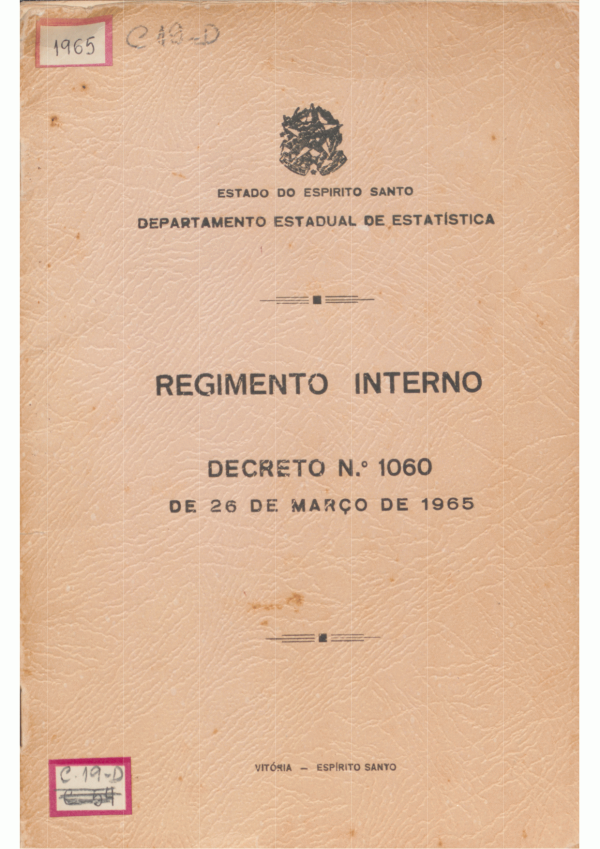 1965
C 19-D
ESTADO DO ESPIRITO SANTO
DEPARTAMENTO ESTADUAL DE ESTATÍSTICA
REGIMENTO INTERNO
DECRETO N.º 1060
DE 26 DE MARÇO DE 1965
VITÓRIA — ESPÍRITO SANTO
C.19-D
C-54